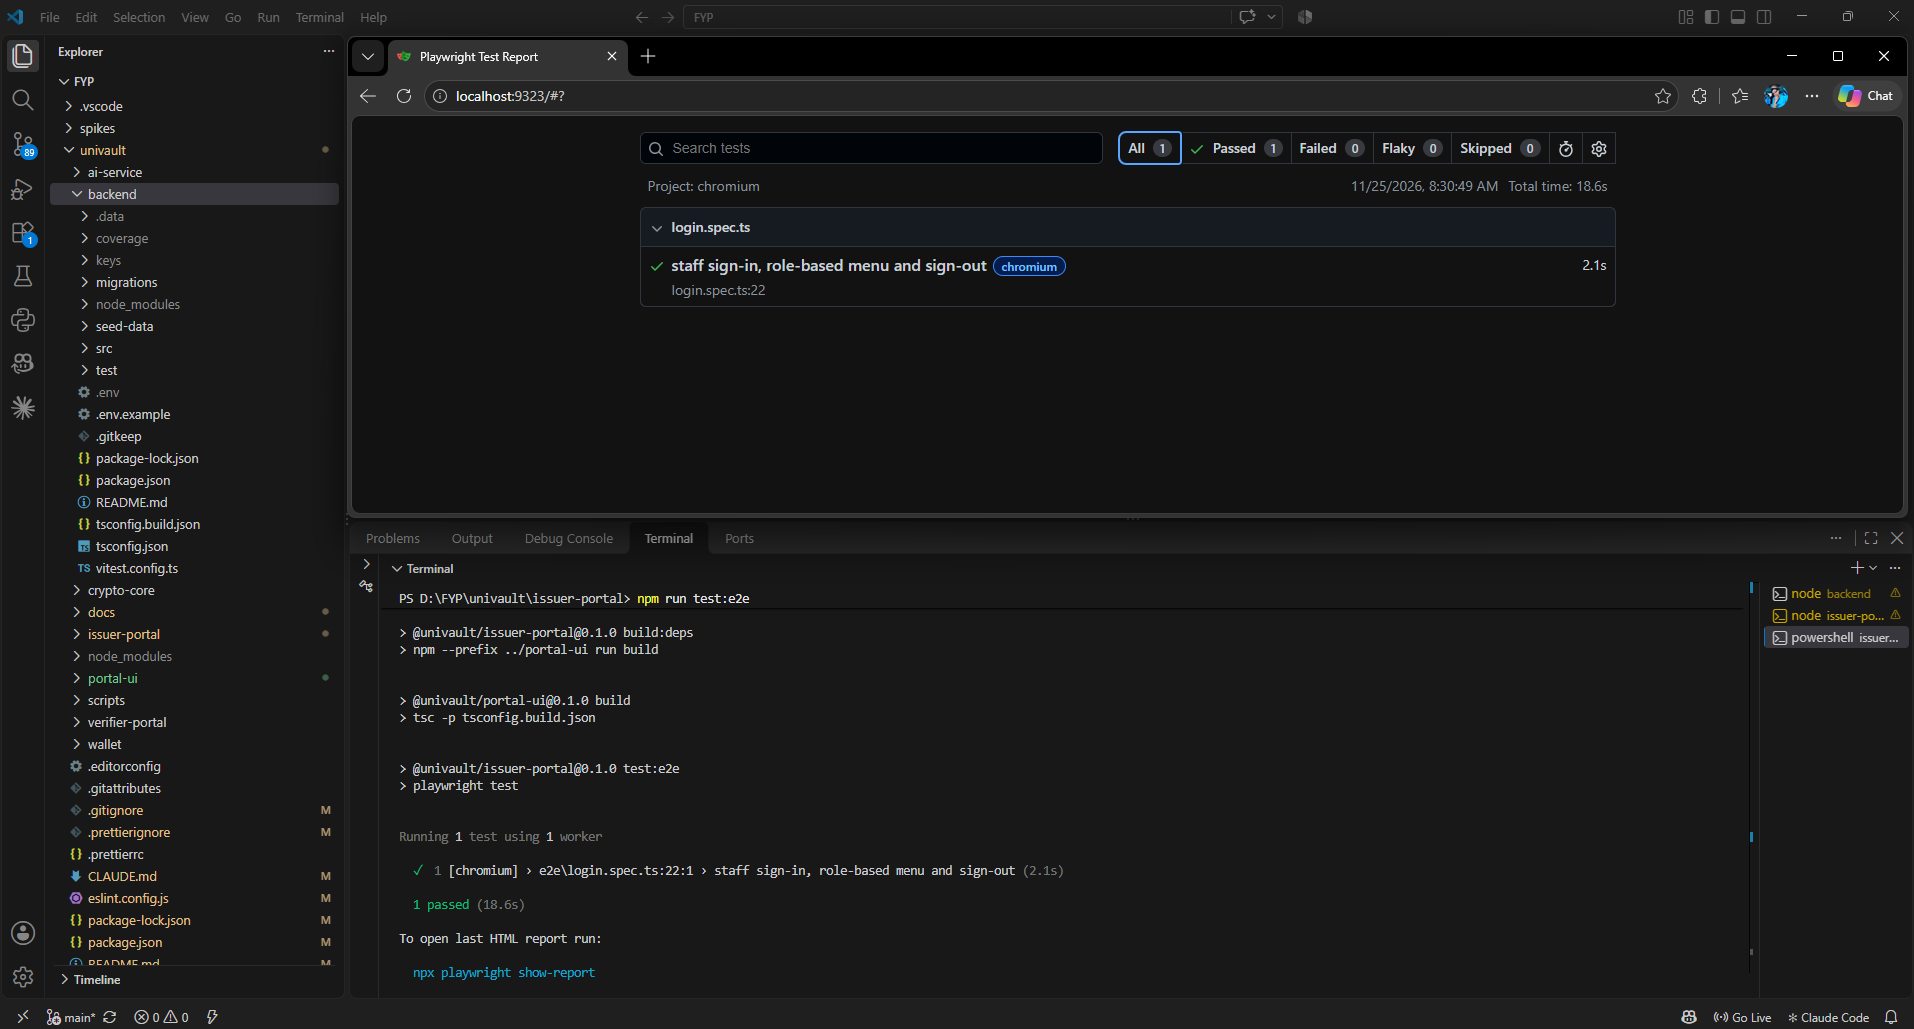 File Edit Selection View Go Run Terminal Help
FYP
Explorer
FYP
.vscode
spikes
univault
ai-service
backend
.data
coverage
keys
migrations
node_modules
seed-data
src
test
.env
.env.example
.gitkeep
package-lock.json
package.json
README.md
tsconfig.build.json
TS tsconfig.json
TS vitest.config.ts
crypto-core
docs
issuer-portal
node_modules
portal-ui
scripts
verifier-portal
wallet
.editorconfig
.gitattributes
.gitignore M
.prettierignore M
.prettierrc
CLAUDE.md M
eslint.config.js M
package-lock.json M
package.json M
README.md M
Timeline
89
1
Playwright Test Report
localhost:9323/#?
Chat
Search tests
All 1 Passed 1 Failed 0 Flaky 0 Skipped 0
Project: chromium 11/25/2026, 8:30:49 AM Total time: 18.6s
login.spec.ts
staff sign-in, role-based menu and sign-out chromium 2.1s
login.spec.ts:22
Problems Output Debug Console Terminal Ports
Terminal
PS D:\FYP\univault\issuer-portal> npm run test:e2e
> @univault/issuer-portal@0.1.0 build:deps
> npm --prefix ../portal-ui run build
> @univault/portal-ui@0.1.0 build
> tsc -p tsconfig.build.json
> @univault/issuer-portal@0.1.0 test:e2e
> playwright test
Running 1 test using 1 worker
✓ 1 [chromium] › e2e\login.spec.ts:22:1 › staff sign-in, role-based menu and sign-out (2.1s)
1 passed (18.6s)
To open last HTML report run:
npx playwright show-report
node backend
node issuer-po...
powershell issuer...
main* 0 0 Go Live Claude Code